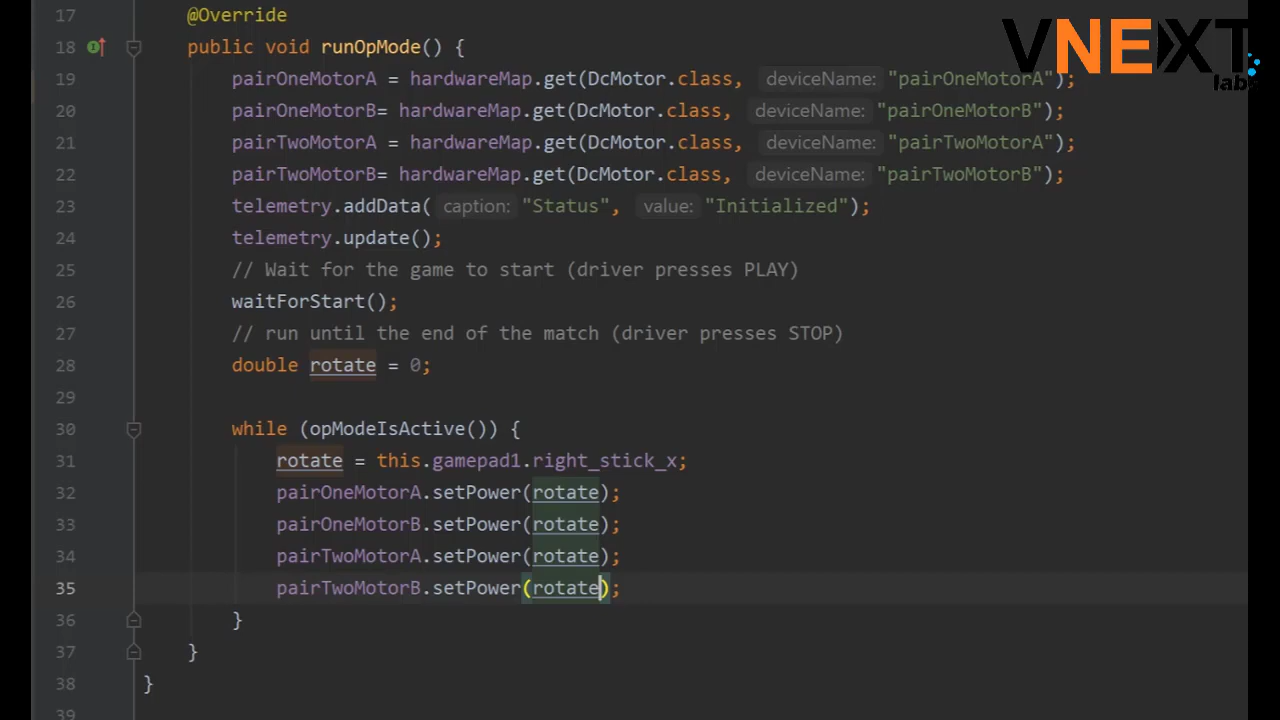 VNEXT
lab
17 @Override
18 public void runOpMode() {
19 pairOneMotorA = hardwareMap.get(DcMotor.class, deviceName: "pairOneMotorA");
20 pairOneMotorB= hardwareMap.get(DcMotor.class, deviceName: "pairOneMotorB");
21 pairTwoMotorA = hardwareMap.get(DcMotor.class, deviceName: "pairTwoMotorA");
22 pairTwoMotorB= hardwareMap.get(DcMotor.class, deviceName: "pairTwoMotorB");
23 telemetry.addData( caption: "Status", value: "Initialized");
24 telemetry.update();
25 // Wait for the game to start (driver presses PLAY)
26 waitForStart();
27 // run until the end of the match (driver presses STOP)
28 double rotate = 0;
29
30 while (opModeIsActive()) {
31 rotate = this.gamepad1.right_stick_x;
32 pairOneMotorA.setPower(rotate);
33 pairOneMotorB.setPower(rotate);
34 pairTwoMotorA.setPower(rotate);
35 pairTwoMotorB.setPower(rotate);
36 }
37 }
38 }
39